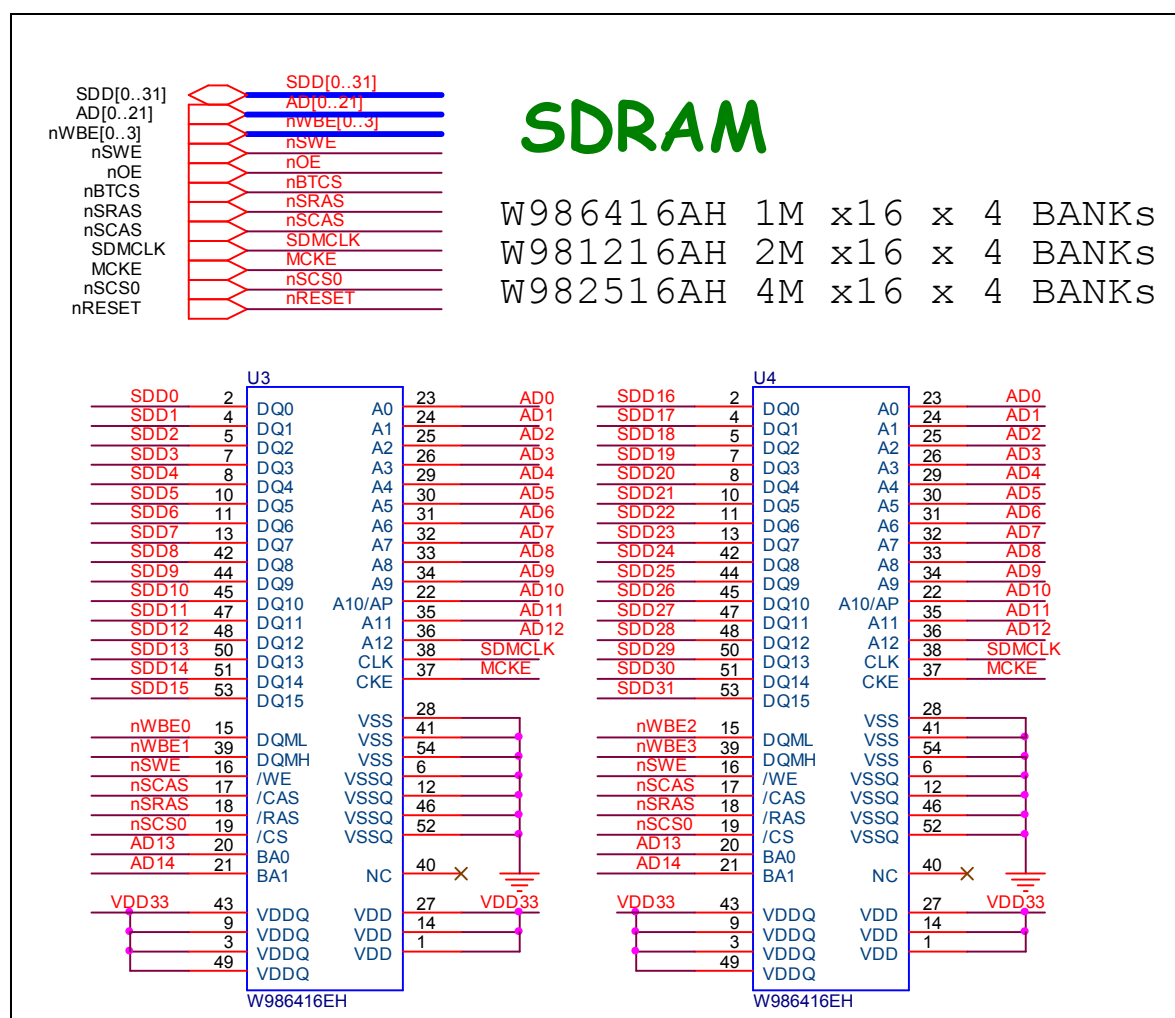 SDD[0..31] SDD[0..31]
AD[0..21] AD[0..21]
nWBE[0..3] nWBE[0..3]
nSWE nSWE
nOE nOE
nBTCS nBTCS
nSRAS nSRAS
nSCAS nSCAS
SDMCLK SDMCLK
MCKE MCKE
nSCS0 nSCS0
nRESET nRESET
SDRAM
W986416AH 1M x16 x 4 BANKs
W981216AH 2M x16 x 4 BANKs
W982516AH 4M x16 x 4 BANKs
U3
SDD0 2 DQ0 A0 23 AD0
SDD1 4 DQ1 A1 24 AD1
SDD2 5 DQ2 A2 25 AD2
SDD3 7 DQ3 A3 26 AD3
SDD4 8 DQ4 A4 29 AD4
SDD5 10 DQ5 A5 30 AD5
SDD6 11 DQ6 A6 31 AD6
SDD7 13 DQ7 A7 32 AD7
SDD8 42 DQ8 A8 33 AD8
SDD9 44 DQ9 A9 34 AD9
SDD10 45 DQ10 A10/AP 22 AD10
SDD11 47 DQ11 A11 35 AD11
SDD12 48 DQ12 A12 36 AD12
SDD13 50 DQ13 CLK 38 SDMCLK
SDD14 51 DQ14 CKE 37 MCKE
SDD15 53 DQ15
VSS 28
nWBE0 15 DQML VSS 41
nWBE1 39 DQMH VSS 54
nSWE 16 /WE VSSQ 6
nSCAS 17 /CAS VSSQ 12
nSRAS 18 /RAS VSSQ 46
nSCS0 19 /CS VSSQ 52
AD13 20 BA0
AD14 21 BA1 NC 40
VDD33 43 VDDQ VDD 27 VDD33
9 VDDQ VDD 14
3 VDDQ VDD 1
49 VDDQ
W986416EH
U4
SDD16 2 DQ0 A0 23 AD0
SDD17 4 DQ1 A1 24 AD1
SDD18 5 DQ2 A2 25 AD2
SDD19 7 DQ3 A3 26 AD3
SDD20 8 DQ4 A4 29 AD4
SDD21 10 DQ5 A5 30 AD5
SDD22 11 DQ6 A6 31 AD6
SDD23 13 DQ7 A7 32 AD7
SDD24 42 DQ8 A8 33 AD8
SDD25 44 DQ9 A9 34 AD9
SDD26 45 DQ10 A10/AP 22 AD10
SDD27 47 DQ11 A11 35 AD11
SDD28 48 DQ12 A12 36 AD12
SDD29 50 DQ13 CLK 38 SDMCLK
SDD30 51 DQ14 CKE 37 MCKE
SDD31 53 DQ15
VSS 28
nWBE2 15 DQML VSS 41
nWBE3 39 DQMH VSS 54
nSWE 16 /WE VSSQ 6
nSCAS 17 /CAS VSSQ 12
nSRAS 18 /RAS VSSQ 46
nSCS0 19 /CS VSSQ 52
AD13 20 BA0
AD14 21 BA1 NC 40
VDD33 43 VDDQ VDD 27 VDD33
9 VDDQ VDD 14
3 VDDQ VDD 1
49 VDDQ
W986416EH